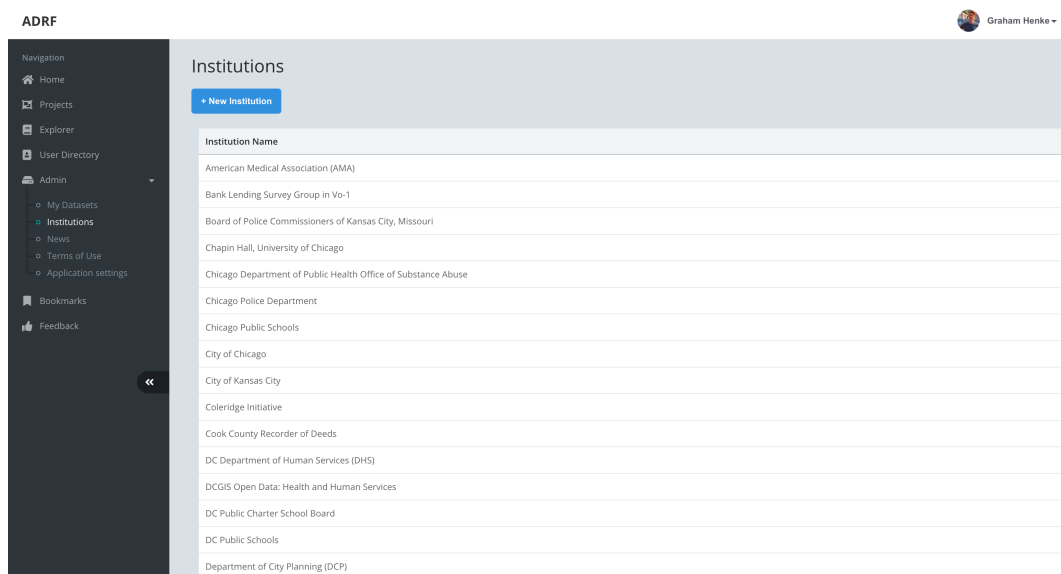 ADRF
Graham Henke
Navigation
Home
Projects
Explorer
User Directory
Admin
My Datasets
Institutions
News
Terms of Use
Application settings
Bookmarks
Feedback
Institutions
+ New Institution
Institution Name
American Medical Association (AMA)
Bank Lending Survey Group in Vo-1
Board of Police Commissioners of Kansas City, Missouri
Chapin Hall, University of Chicago
Chicago Department of Public Health Office of Substance Abuse
Chicago Police Department
Chicago Public Schools
City of Chicago
City of Kansas City
Coleridge Initiative
Cook County Recorder of Deeds
DC Department of Human Services (DHS)
DCGIS Open Data: Health and Human Services
DC Public Charter School Board
DC Public Schools
Department of City Planning (DCP)